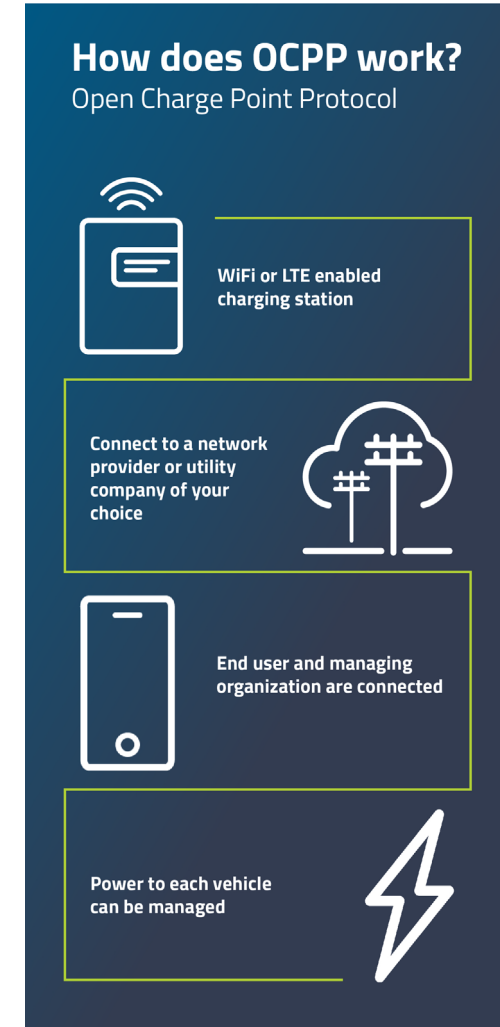 How does OCPP work?
Open Charge Point Protocol
WiFi or LTE enabled
charging station
Connect to a network
provider or utility
company of your
choice
End user and managing
organization are connected
Power to each vehicle
can be managed